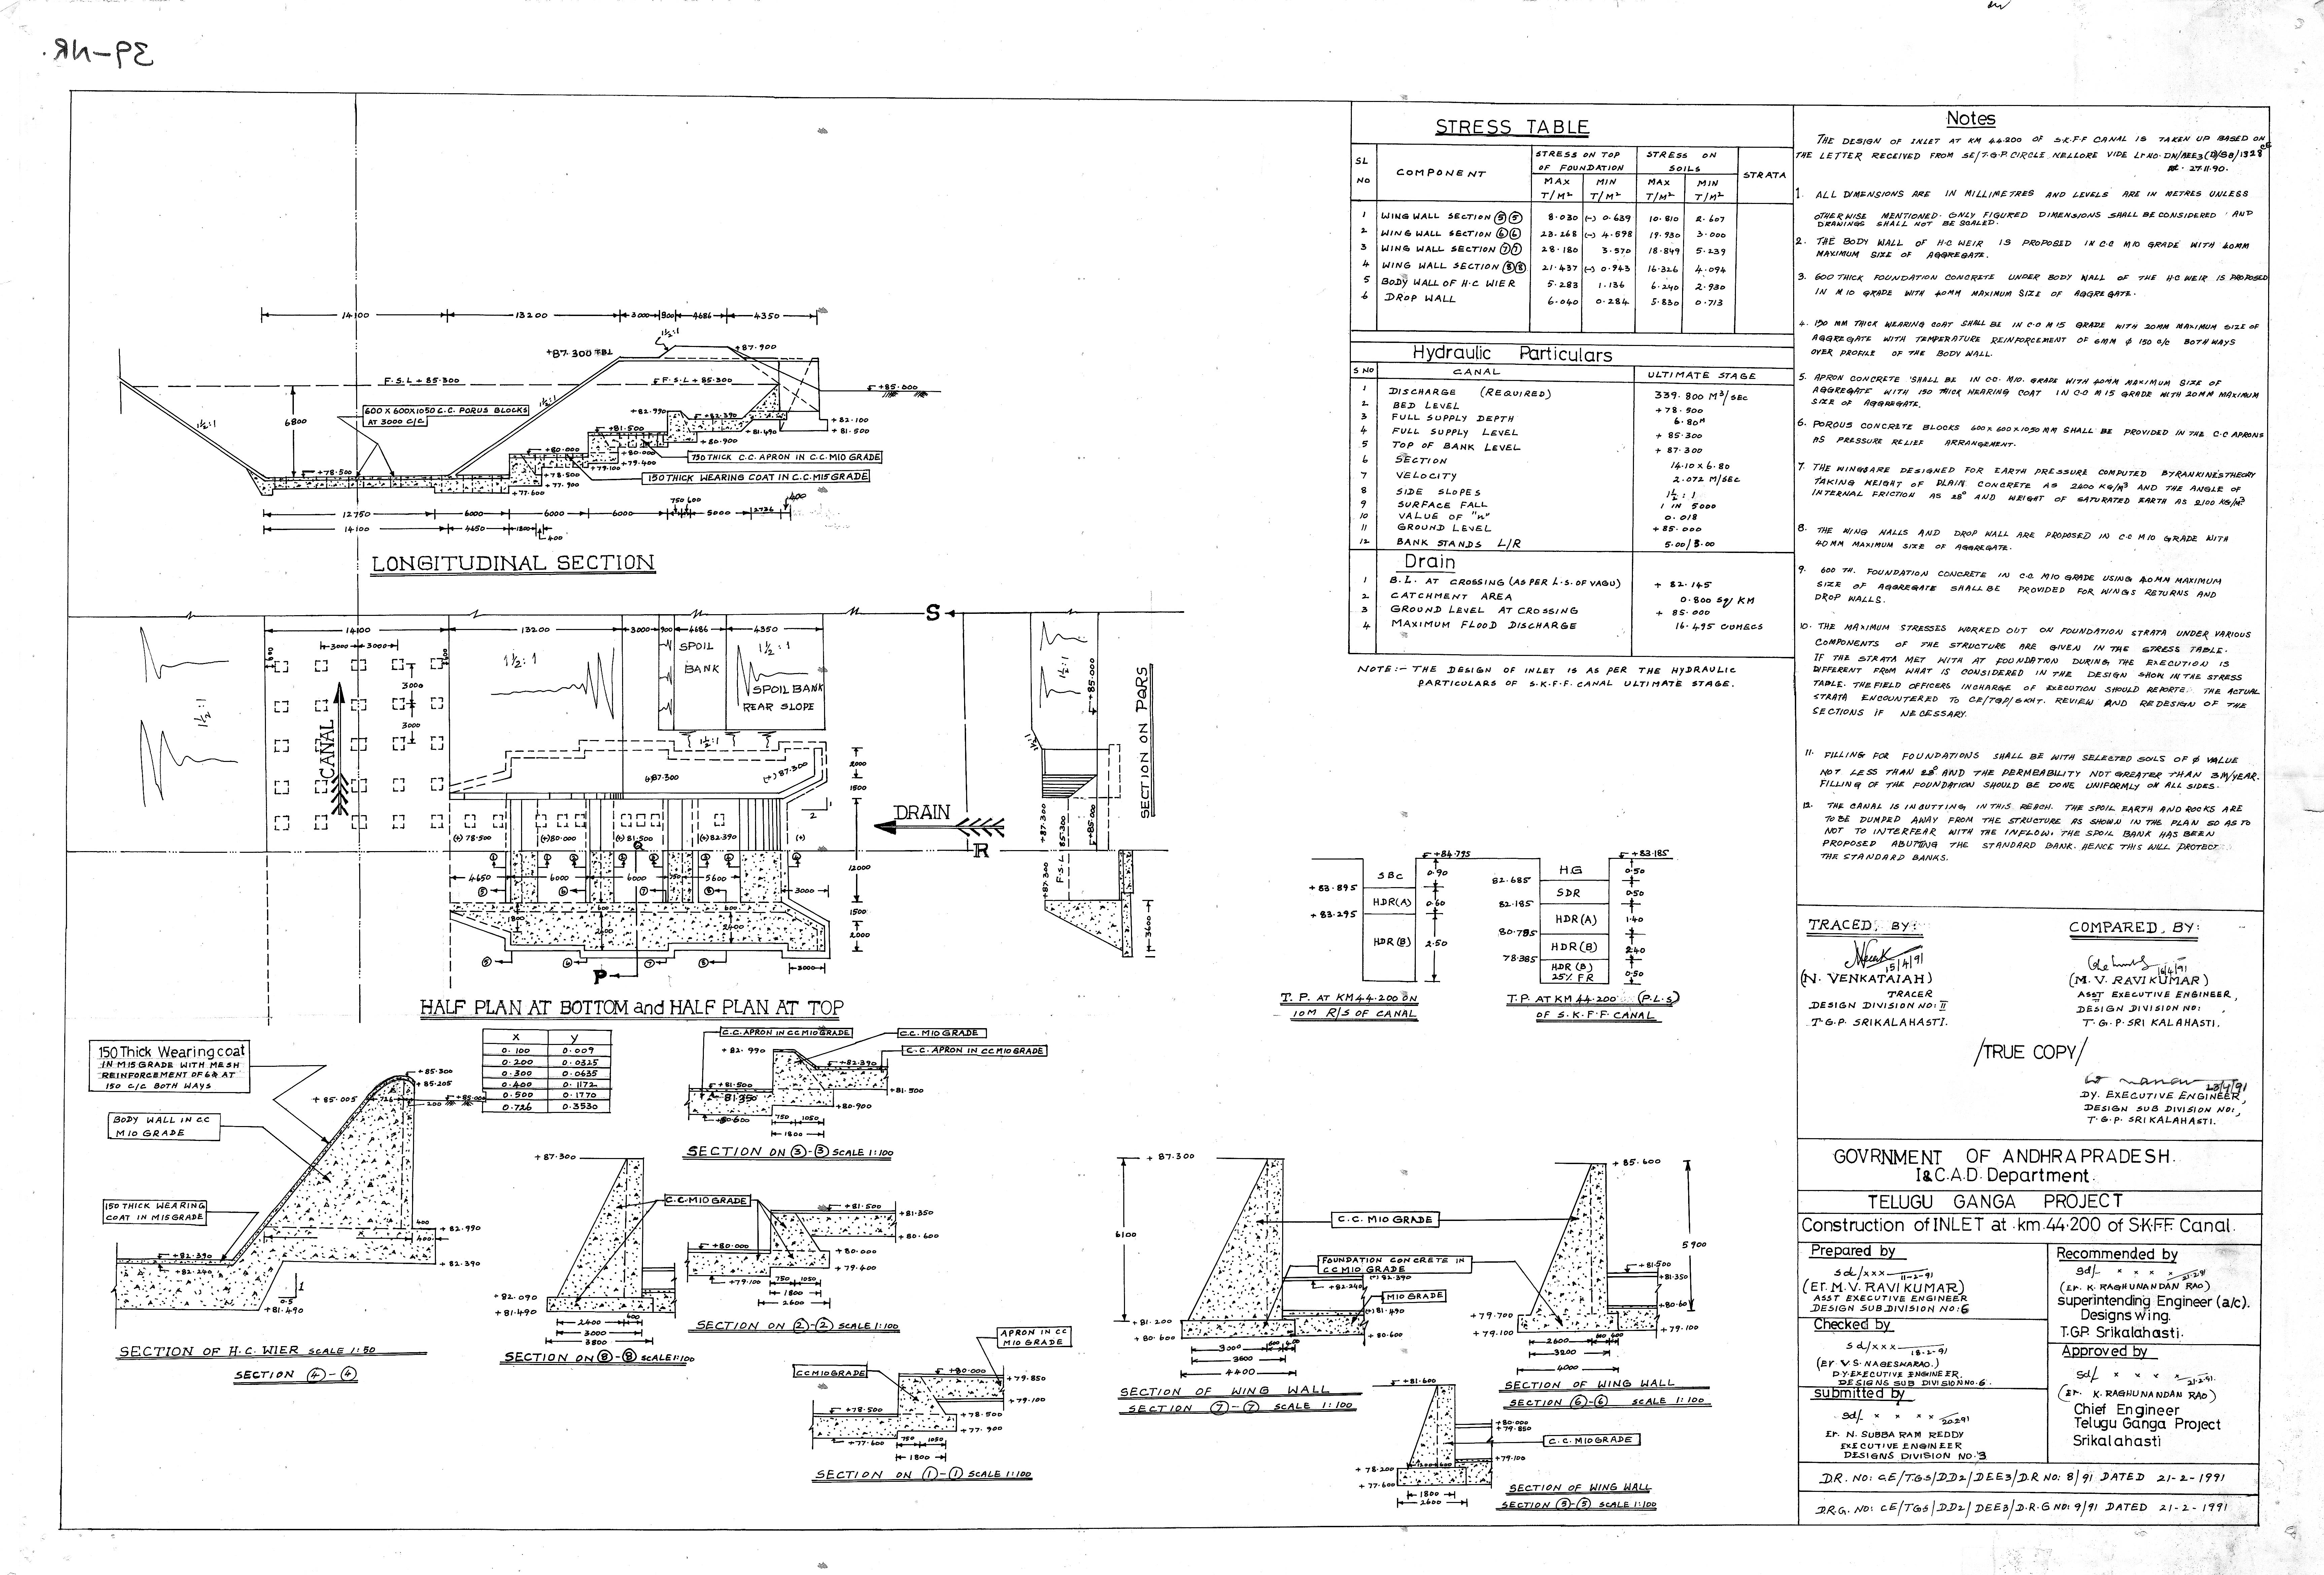 39-NR.
STRESS TABLE
SL NO
COMPONENT
STRESS ON TOP OF FOUNDATION
STRESS ON SOILS
STRATA
MAX T/M² MIN T/M² MAX T/M² MIN T/M²
1 WING WALL SECTION 5 5 8.030 (-) 0.639 10.810 2.607
2 WING WALL SECTION 6 6 23.268 (-) 4.598 19.930 3.000
3 WING WALL SECTION 7 7 28.180 3.570 18.849 5.239
4 WING WALL SECTION 8 8 21.437 (-) 0.943 16.326 4.094
5 BODY WALL OF H.C WIER 5.283 1.136 6.240 2.930
6 DROP WALL 6.040 0.284 5.830 0.713
Hydraulic Particulars
S NO CANAL ULTIMATE STAGE
1 DISCHARGE (REQUIRED) 339.800 M³/SEC
2 BED LEVEL +78.500
3 FULL SUPPLY DEPTH 6.80M
4 FULL SUPPLY LEVEL + 85.300
5 TOP OF BANK LEVEL + 87.300
6 SECTION 14.10 X 6.80
7 VELOCITY 2.072 M/SEC
8 SIDE SLOPES 1½ : 1
9 SURFACE FALL 1 IN 5000
10 VALUE OF "n" 0.018
11 GROUND LEVEL +85.000
12 BANK STANDS L/R 5.00/3.00
Drain
1 B.L. AT CROSSING (AS PER L.S. OF VAGU) + 82.145
2 CATCHMENT AREA 0.800 Sq/ KM
3 GROUND LEVEL AT CROSSING + 85.000
4 MAXIMUM FLOOD DISCHARGE 16.495 CUMECS
NOTE:- THE DESIGN OF INLET IS AS PER THE HYDRAULIC
PARTICULARS OF S.K.F.F. CANAL ULTIMATE STAGE.
Notes
THE DESIGN OF INLET AT KM 44.200 OF S.K.F.F CANAL IS TAKEN UP BASED ON
THE LETTER RECEIVED FROM SE/T.G.P. CIRCLE NELLORE VIDE Lr NO. DN/AEE3
27.11.90.
1. ALL DIMENSIONS ARE IN MILLIMETRES AND LEVELS ARE IN METRES UNLESS
OTHERWISE MENTIONED. ONLY FIGURED DIMENSIONS SHALL BE CONSIDERED AND
DRAWINGS SHALL NOT BE SCALED.
2. THE BODY WALL OF H.C WEIR IS PROPOSED IN C.C M10 GRADE WITH 40MM
MAXIMUM SIZE OF AGGREGATE.
3. 600 THICK FOUNDATION CONCRETE UNDER BODY WALL OF THE H.C WEIR IS PROPOSED
IN M10 GRADE WITH 40MM MAXIMUM SIZE OF AGGREGATE.
4. 150 MM THICK WEARING COAT SHALL BE IN C.C M15 GRADE WITH 20MM MAXIMUM SIZE OF
AGGREGATE WITH TEMPERATURE REINFORCEMENT OF 6MM φ 150 c/c BOTH WAYS
OVER PROFILE OF THE BODY WALL.
5. APRON CONCRETE SHALL BE IN CC. M10. GRADE WITH 40MM MAXIMUM SIZE OF
AGGREGATE WITH 150 THICK WEARING COAT IN C.C M15 GRADE WITH 20MM MAXIMUM
SIZE OF AGGREGATE.
6. POROUS CONCRETE BLOCKS 600 X 600 X 1050 MM SHALL BE PROVIDED IN THE C.C APRONS
AS PRESSURE RELIEF ARRANGEMENT.
7. THE WINGS ARE DESIGNED FOR EARTH PRESSURE COMPUTED BY RANKINE'S THEORY
TAKING WEIGHT OF PLAIN CONCRETE AS 2400 KG/M³ AND THE ANGLE OF
INTERNAL FRICTION AS 28° AND WEIGHT OF SATURATED EARTH AS 2100 KG/M³
8. THE WING WALLS AND DROP WALL ARE PROPOSED IN C.C M10 GRADE WITH
40MM MAXIMUM SIZE OF AGGREGATE.
9. 600 TH. FOUNDATION CONCRETE IN C.C M10 GRADE USING 40MM MAXIMUM
SIZE OF AGGREGATE SHALL BE PROVIDED FOR WINGS RETURNS AND
DROP WALLS.
10. THE MAXIMUM STRESSES WORKED OUT ON FOUNDATION STRATA UNDER VARIOUS
COMPONENTS OF THE STRUCTURE ARE GIVEN IN THE STRESS TABLE.
IF THE STRATA MET WITH AT FOUNDATION DURING THE EXECUTION IS
DIFFERENT FROM WHAT IS CONSIDERED IN THE DESIGN SHOW IN THE STRESS
TABLE. THE FIELD OFFICERS INCHARGE OF EXECUTION SHOULD REPORTE. THE ACTUAL
STRATA ENCOUNTERED TO CE/TGP/SKHT. REVIEW AND REDESIGN OF THE
SECTIONS IF NECESSARY.
11. FILLING FOR FOUNDATIONS SHALL BE WITH SELECTED SOILS OF φ VALUE
NOT LESS THAN 28° AND THE PERMEABILITY NOT GREATER THAN 3M/YEAR.
FILLING OF THE FOUNDATION SHOULD BE DONE UNIFORMLY ON ALL SIDES.
12. THE CANAL IS IN CUTTING IN THIS REACH. THE SPOIL EARTH AND ROCKS ARE
TO BE DUMPED AWAY FROM THE STRUCTURE AS SHOWN IN THE PLAN SO AS TO
NOT TO INTERFEAR WITH THE INFLOW. THE SPOIL BANK HAS BEEN
PROPOSED ABUTTING THE STANDARD BANK. HENCE THIS WILL PROTECT
THE STANDARD BANKS.
14100 13200 3000 900 4686 4350
+87.300 TBL
1½:1
+87.900
F.S.L +85.300
F.S.L +85.300
+85.000
600 X 600X1050 C.C. PORUS BLOCKS
AT 3000 C/C
6800
1½:1
1½:1
+82.990
+82.390
+82.100
+81.500
+81.490
+81.500
+80.900
+80.000
+80.000
+79.400
+79.100
+78.500
+78.500
+77.900
+77.600
750 THICK C.C. APRON IN C.C. M10 GRADE
150 THICK WEARING COAT IN C.C. M15 GRADE
750 600 400
12750 6000 6000 6000 5000 2726
14100 4650 1800
400
LONGITUDINAL SECTION
S
14100 13200 3000 900 4686 4350
3000 3000
1½:1
SPOIL
BANK
1½:1
SPOIL BANK
REAR SLOPE
3000
3000
1½:1
CANAL
1½:1
(+)87.300
(+) 87.300
2000
1500
1
2
DRAIN
R
(+) 78.500 (+)80.000 (+) 81.500 (+)82.390 (+)
Q
4650 6000 6000 750 5600
3000
12000
1500
2000
5 6 7 8
600 600
1800 2400 2400
5 6 7 8
P
3000
HALF PLAN AT BOTTOM and HALF PLAN AT TOP
1½:1
+85.000
+87.300
85.300
+85.000
+87.300
F.S.L
3600
SECTION ON PQRS
+84.795
SBC 0.90
+ 83.895
HDR(A) 0.60
+ 83.295
HDR(B) 2.50
T. P. AT KM 44.200 ON
10M R/S OF CANAL
+83.185
H.G 0.50
82.685
SDR 0.50
82.185
HDR(A) 1.40
80.785
HDR(B) 2.40
78.385
HDR (B)
25% FR 0.50
T.P. AT KM 44.200 (P.L.S)
OF S.K.F.F CANAL
150 Thick Wearing coat
IN M15 GRADE WITH MESH
REINFORCEMENT OF 6φ AT
150 C/C BOTH WAYS
BODY WALL IN CC
M10 GRADE
150 THICK WEARING
COAT IN M15 GRADE
+85.300
+85.205
+ 85.005
726
200
+85.000
400
+ 82.990
400
+ 82.390
+82.390
+82.240
1
0.5
+81.490
SECTION OF H.C. WIER SCALE 1:50
SECTION 4-4
X Y
0.100 0.009
0.200 0.0325
0.300 0.0635
0.400 0.1172
0.500 0.1770
0.726 0.3530
C.C. APRON IN CC M10 GRADE
C.C. M10 GRADE
C.C. APRON IN CC M10 GRADE
+82.990
+82.390
+81.500
+81.350
+81.500
+80.900
+80.600
750 1050
1800
SECTION ON 3-3 SCALE 1:100
+87.300
C.C. M10 GRADE
+ 82.090
+ 81.490
2400 600
3000
3800
SECTION ON 8-8 SCALE 1:100
+81.500
+81.350
+80.600
+80.000
+80.000
+79.400
+79.100
750 1050
1800
2600
SECTION ON 2-2 SCALE 1:100
APRON IN CC
M10 GRADE
CC M10 GRADE
+80.000
+79.850
+79.100
+78.500
+78.500
+77.900
+77.600
750 1050
1800
SECTION ON 1-1 SCALE 1:100
+ 87.300
6100
C.C. M10 GRADE
FOUNDATION CONCRETE IN
CC M10 GRADE
(+) 82.390
+82.240
M10 GRADE
(+)81.490
+81.200
+ 80.600
+ 80.600
3000
3600
4400
SECTION OF WING WALL
SECTION 7-7 SCALE 1:100
+ 85.600
5900
+81.500
+81.350
+80.601
+79.700
+79.100
+79.100
2600
3200
4000
SECTION OF WING WALL
SECTION 6-6 SCALE 1:100
+81.600
+80.000
+79.850
C.C. M10 GRADE
+79.100
+ 78.200
+ 77.600
1800
2600
SECTION OF WING WALL
SECTION 5-5 SCALE 1:100
TRACED, BY:
15/4/91
(N. VENKATAIAH)
TRACER
DESIGN DIVISION NO: II
T.G.P. SRIKALAHASTI.
COMPARED, BY:
16/4/91
(M. V. RAVI KUMAR)
ASST EXECUTIVE ENGINEER,
DESIGN DIVISION NO:
T. G. P. SRI KALAHASTI.
/TRUE COPY/
23/4/91
DY. EXECUTIVE ENGINEER,
DESIGN SUB DIVISION NO:,
T.G.P. SRIKALAHASTI.
GOVRNMENT OF ANDHRAPRADESH.
I&C.A.D. Department.
TELUGU GANGA PROJECT
Construction of INLET at .km.44.200 of S.K.F.F. Canal.
Prepared by
sd/xxx 11-2-91
(Er. M.V. RAVIKUMAR)
ASST EXECUTIVE ENGINEER
DESIGN SUBDIVISION NO:6
Checked by
sd/xxx 18-2-91
(Er V.S. NAGESWARAO.)
DY.EXECUTIVE ENGINEER.
DESIGNS SUB DIVISION NO.6.
submitted by
sd/- x x x 20.2.91
Er. N. SUBBA RAM REDDY
EXECUTIVE ENGINEER
DESIGNS DIVISION NO.3
Recommended by
sd/- x x x x 21.2.91
(Er. K. RAGHUNANDAN RAO)
superintending Engineer (a/c).
Designs wing.
T.G.P. Srikalahasti.
Approved by
sd/- x x x x 21.2.91.
(Er. K. RAGHUNANDAN RAO)
Chief Engineer
Telugu Ganga Project
Srikalahasti
D.R. NO: C.E/TGS/DD2/DEE3/D.R NO: 8/91 DATED 21-2-1991
D.R.G. NO: CE/TGS/DD2/DEE3/D.R.G NO: 9/91 DATED 21-2-1991